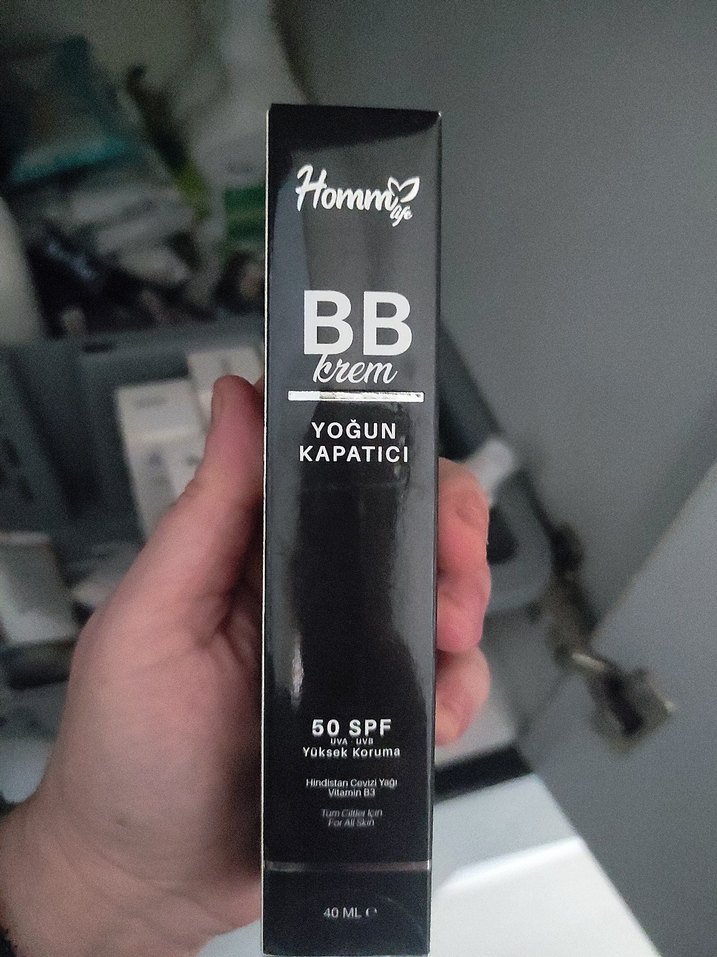 Homm life
BB
krem
YOĞUN
KAPATICI
50 SPF
UVA UVB
Yüksek Koruma
Hindistan Cevizi Yağı
Vitamin B3
Tüm Ciltler İçin
For All Skin
40 ML ℮